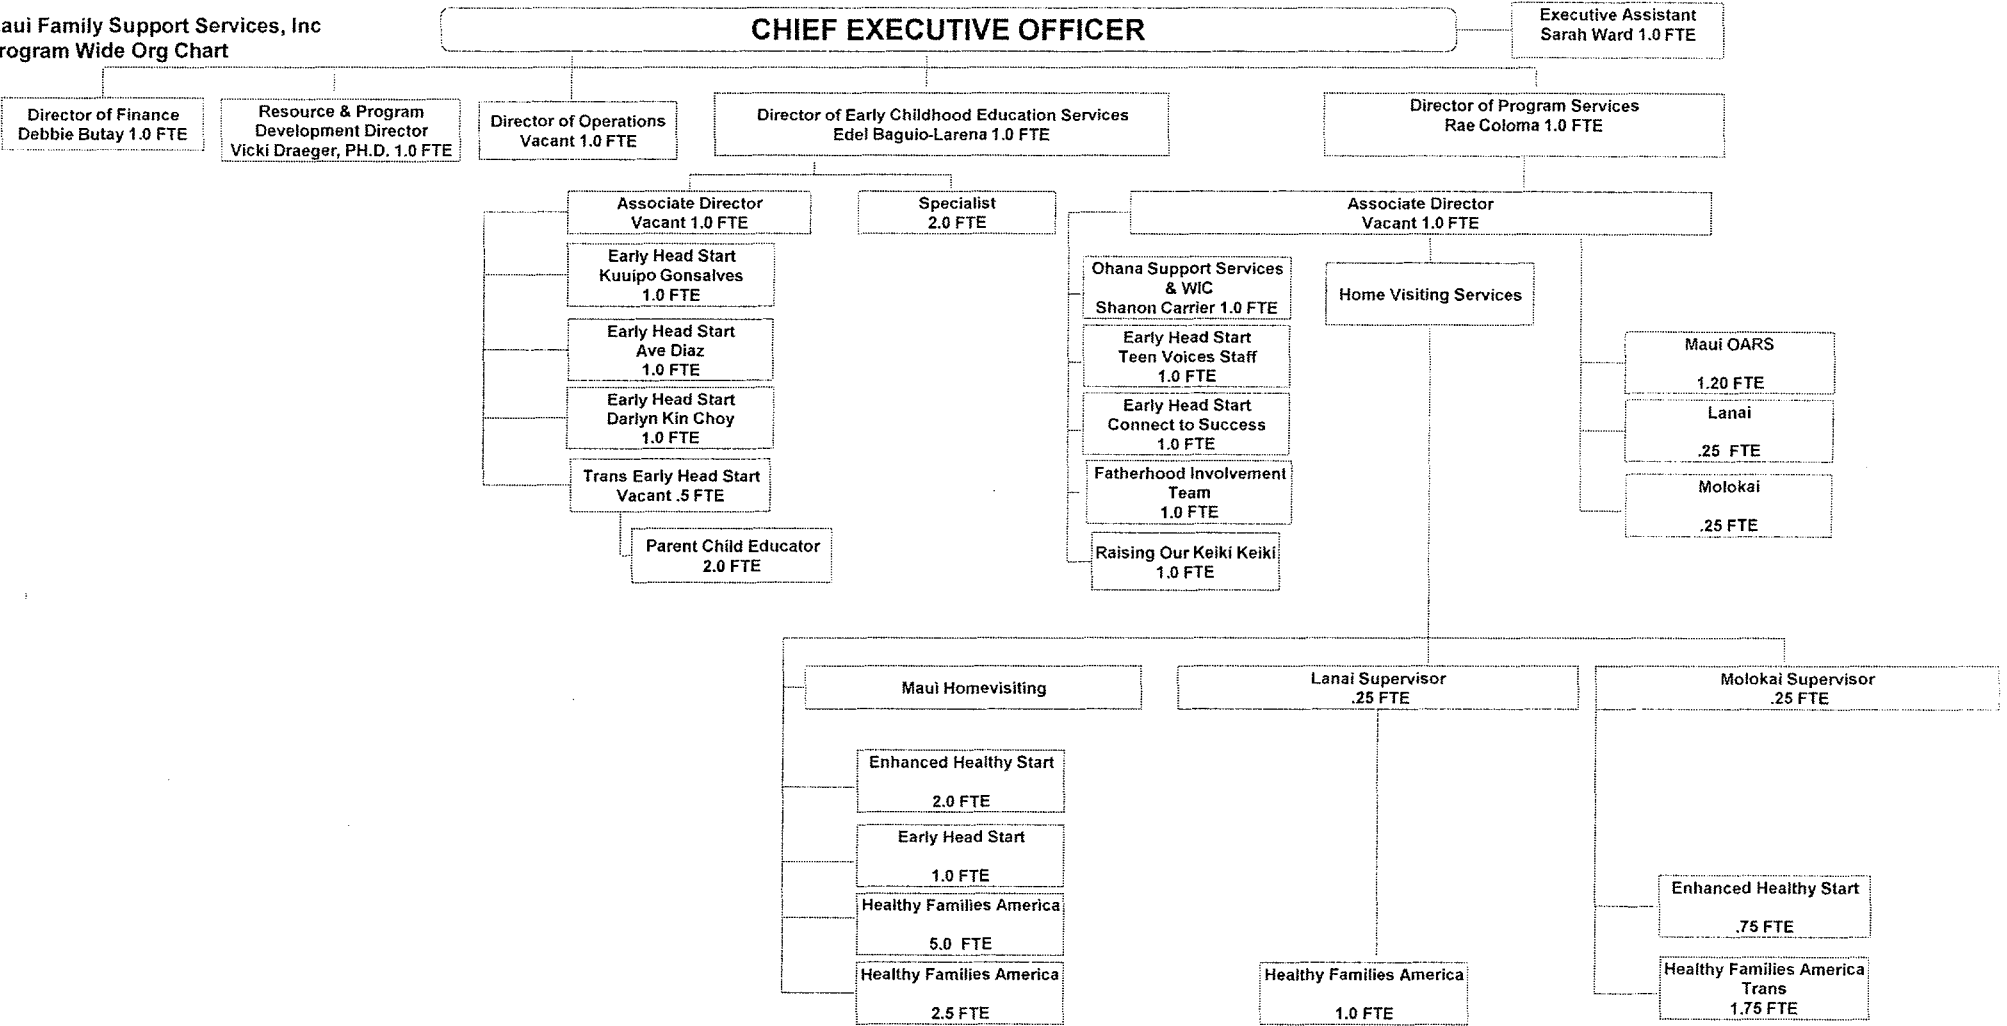 aui Family Support Services, Inc
rogram Wide Org Chart
CHIEF EXECUTIVE OFFICER
Executive Assistant
Sarah Ward 1.0 FTE
Director of Finance
Debbie Butay 1.0 FTE
Resource & Program
Development Director
Vicki Draeger, PH.D. 1.0 FTE
Director of Operations
Vacant 1.0 FTE
Director of Early Childhood Education Services
Edel Baguio-Larena 1.0 FTE
Director of Program Services
Rae Coloma 1.0 FTE
Associate Director
Vacant 1.0 FTE
Specialist
2.0 FTE
Associate Director
Vacant 1.0 FTE
Early Head Start
Kuuipo Gonsalves
1.0 FTE
Early Head Start
Ave Diaz
1.0 FTE
Early Head Start
Darlyn Kin Choy
1.0 FTE
Trans Early Head Start
Vacant .5 FTE
Parent Child Educator
2.0 FTE
Ohana Support Services
& WIC
Shanon Carrier 1.0 FTE
Early Head Start
Teen Voices Staff
1.0 FTE
Early Head Start
Connect to Success
1.0 FTE
Fatherhood Involvement
Team
1.0 FTE
Raising Our Keiki Keiki
1.0 FTE
Home Visiting Services
Maui OARS
1.20 FTE
Lanai
.25 FTE
Molokai
.25 FTE
Maui Homevisiting
Lanai Supervisor
.25 FTE
Molokai Supervisor
.25 FTE
Enhanced Healthy Start
2.0 FTE
Early Head Start
1.0 FTE
Healthy Families America
5.0 FTE
Healthy Families America
2.5 FTE
Healthy Families America
1.0 FTE
Enhanced Healthy Start
.75 FTE
Healthy Families America
Trans
1.75 FTE